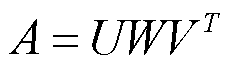 A = UWV^T